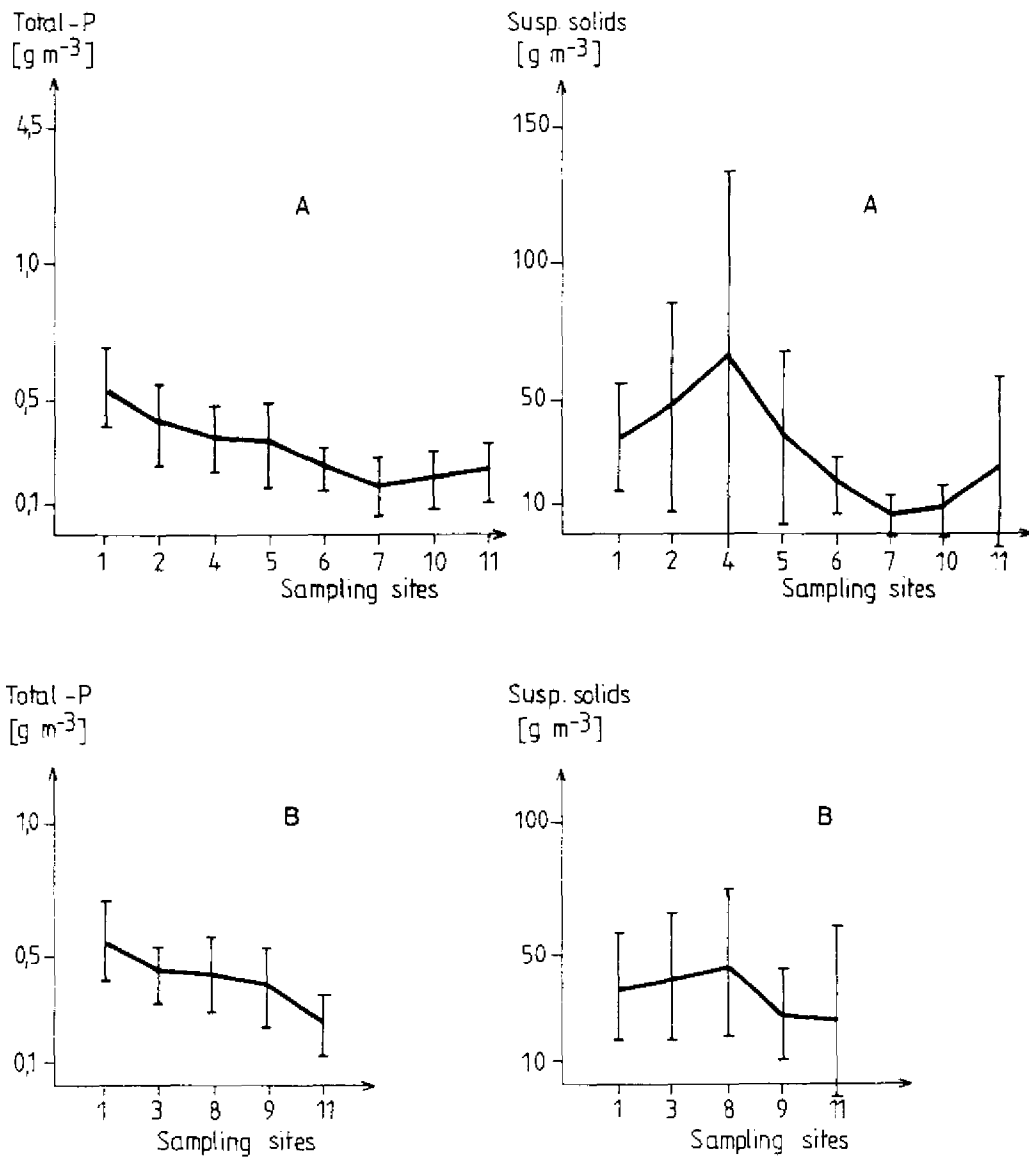 Total-P
[g m-3]
4,5
1,0
0,5
0,1
A
1 2 4 5 6 7 10 11
Sampling sites
Susp. solids
[g m-3]
150
100
50
10
A
1 2 4 5 6 7 10 11
Sampling sites
Total-P
[g m-3]
1,0
0,5
0,1
B
1 3 8 9 11
Sampling sites
Susp. solids
[g m-3]
100
50
10
B
1 3 8 9 11
Sampling sites